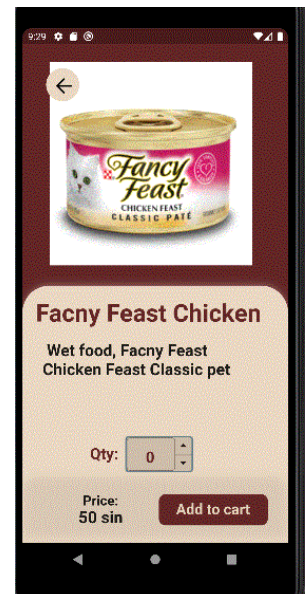 9:29
Fancy
Feast
CHICKEN FEAST
CLASSIC PATÉ
Facny Feast Chicken
Wet food, Facny Feast
Chicken Feast Classic pet
Qty:
0
Price:
50 sin
Add to cart